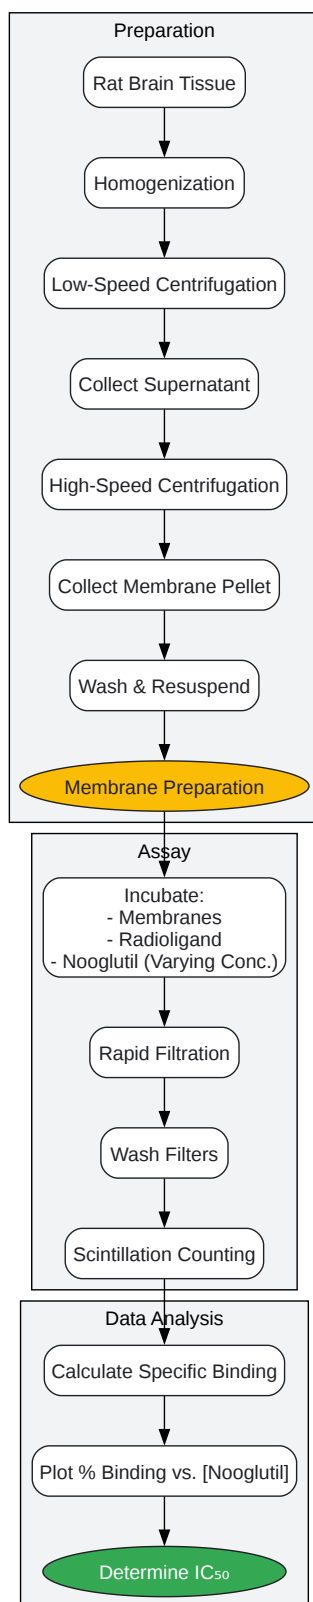 Preparation
Rat Brain Tissue
Homogenization
Low-Speed Centrifugation
Collect Supernatant
High-Speed Centrifugation
Collect Membrane Pellet
Wash & Resuspend
Membrane Preparation
Assay
Incubate:
- Membranes
- Radioligand
- Nooglutil (Varying Conc.)
Rapid Filtration
Wash Filters
Scintillation Counting
Data Analysis
Calculate Specific Binding
Plot % Binding vs. [Nooglutil]
Determine IC₅₀